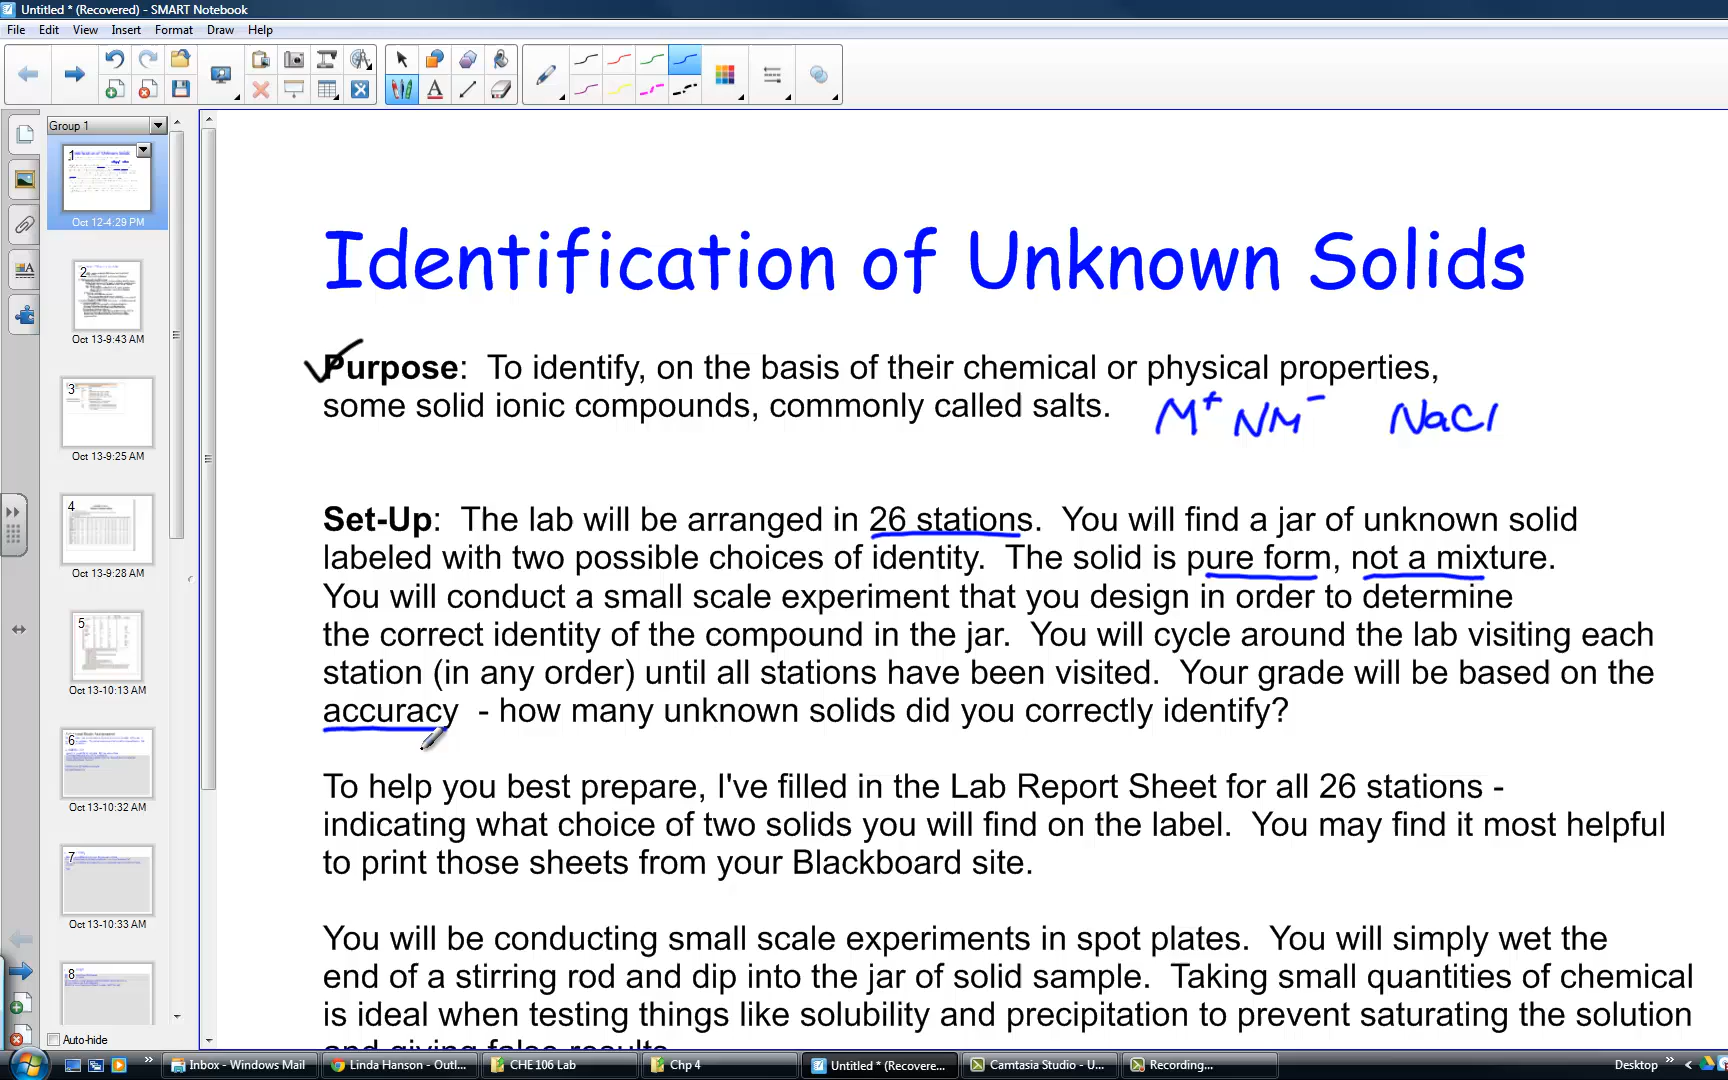 Untitled * (Recovered) - SMART Notebook
File Edit View Insert Format Draw Help
Group 1
1
Oct 12-4:29 PM
2
Oct 13-9:43 AM
3
Oct 13-9:25 AM
4
Oct 13-9:28 AM
5
Oct 13-10:13 AM
6
Oct 13-10:32 AM
7
Oct 13-10:33 AM
8
Auto-hide
Identification of Unknown Solids
Purpose: To identify, on the basis of their chemical or physical properties,
some solid ionic compounds, commonly called salts. M+ NM- NaCl
Set-Up: The lab will be arranged in 26 stations. You will find a jar of unknown solid
labeled with two possible choices of identity. The solid is pure form, not a mixture.
You will conduct a small scale experiment that you design in order to determine
the correct identity of the compound in the jar. You will cycle around the lab visiting each
station (in any order) until all stations have been visited. Your grade will be based on the
accuracy - how many unknown solids did you correctly identify?
To help you best prepare, I've filled in the Lab Report Sheet for all 26 stations -
indicating what choice of two solids you will find on the label. You may find it most helpful
to print those sheets from your Blackboard site.
You will be conducting small scale experiments in spot plates. You will simply wet the
end of a stirring rod and dip into the jar of solid sample. Taking small quantities of chemical
is ideal when testing things like solubility and precipitation to prevent saturating the solution
and giving false results
Inbox - Windows Mail Linda Hanson - Outl... CHE 106 Lab Chp 4 Untitled * (Recovere... Camtasia Studio - U... Recording... Desktop